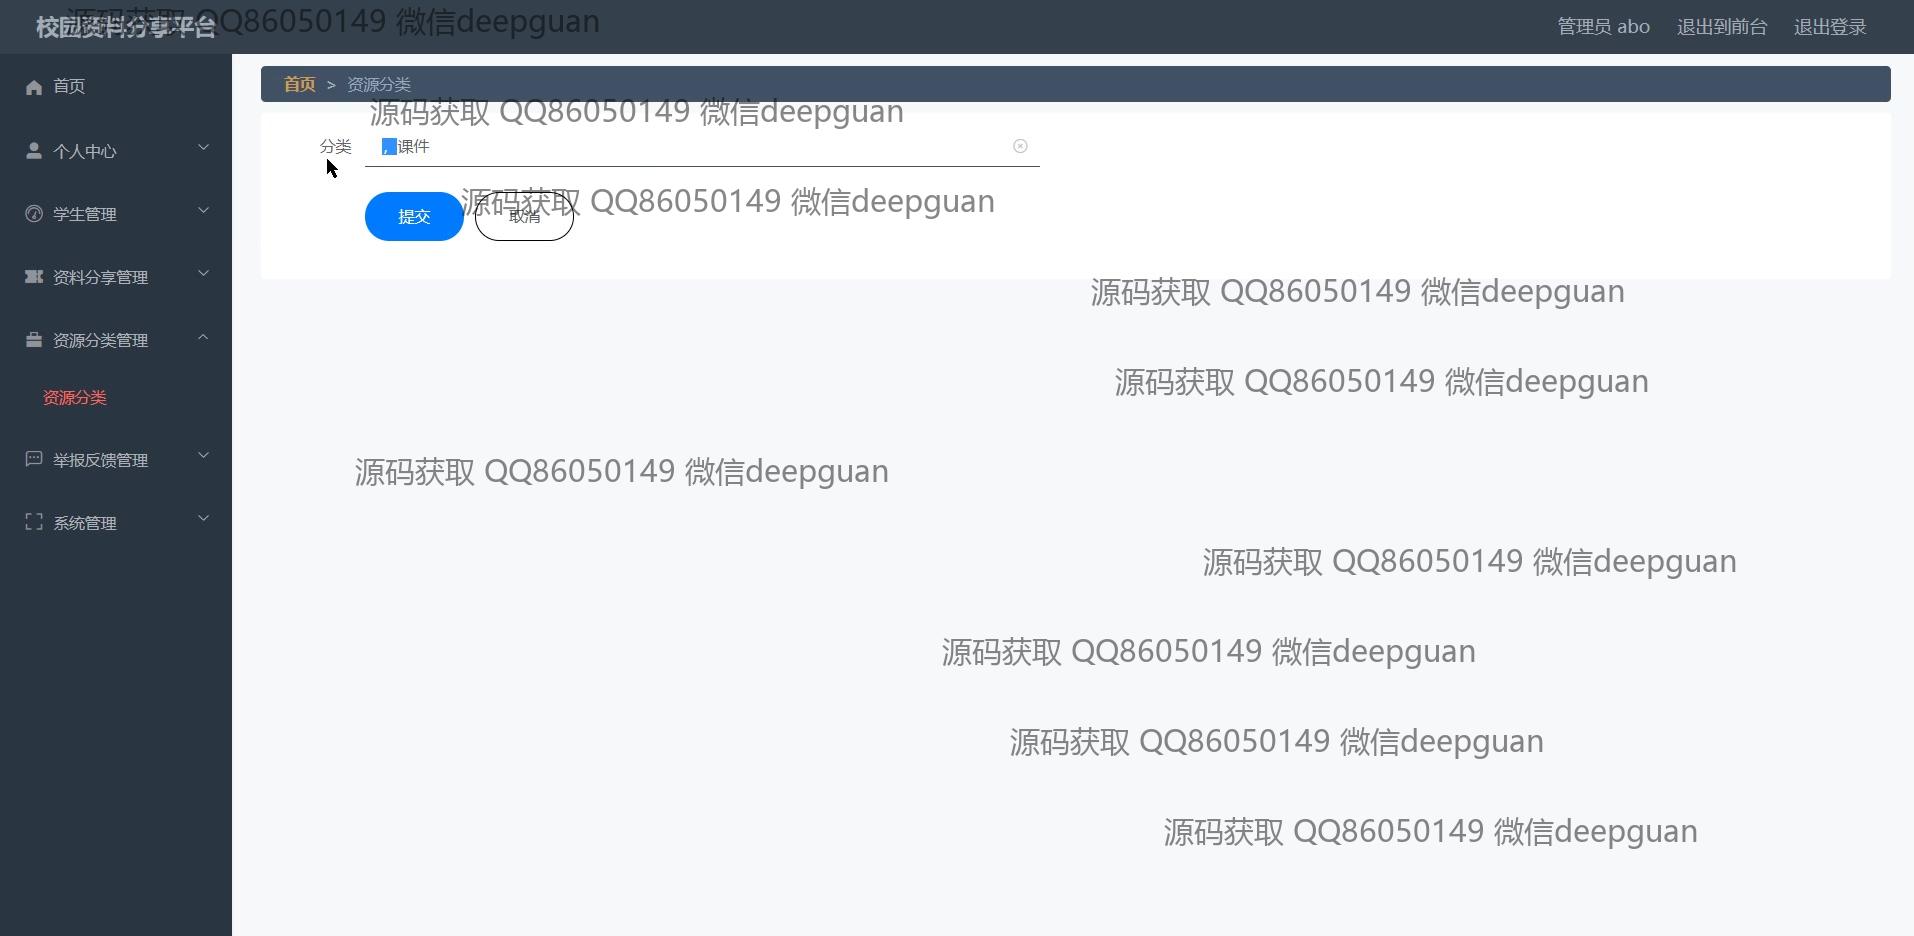 校园资料分享平台
源码获取 QQ86050149 微信deepguan
管理员 abo 退出到前台 退出登录
首页
个人中心
学生管理
资料分享管理
资源分类管理
资源分类
举报反馈管理
系统管理
首页 > 资源分类
源码获取 QQ86050149 微信deepguan
分类 ，课件
源码获取 QQ86050149 微信deepguan
提交 取消
源码获取 QQ86050149 微信deepguan
源码获取 QQ86050149 微信deepguan
源码获取 QQ86050149 微信deepguan
源码获取 QQ86050149 微信deepguan
源码获取 QQ86050149 微信deepguan
源码获取 QQ86050149 微信deepguan
源码获取 QQ86050149 微信deepguan